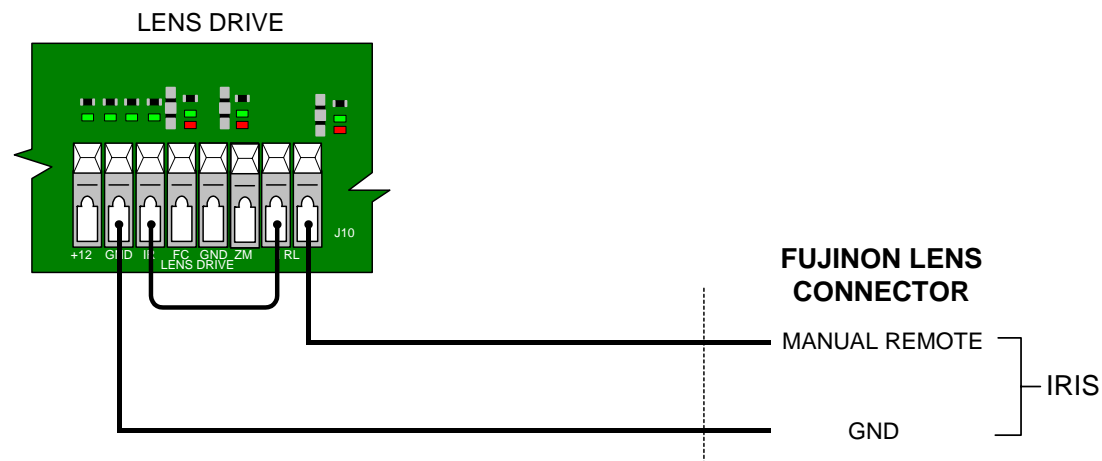 LENS DRIVE
J10
+12 GND IR FC GND ZM RL
LENS DRIVE
FUJINON LENS
CONNECTOR
MANUAL REMOTE
IRIS
GND